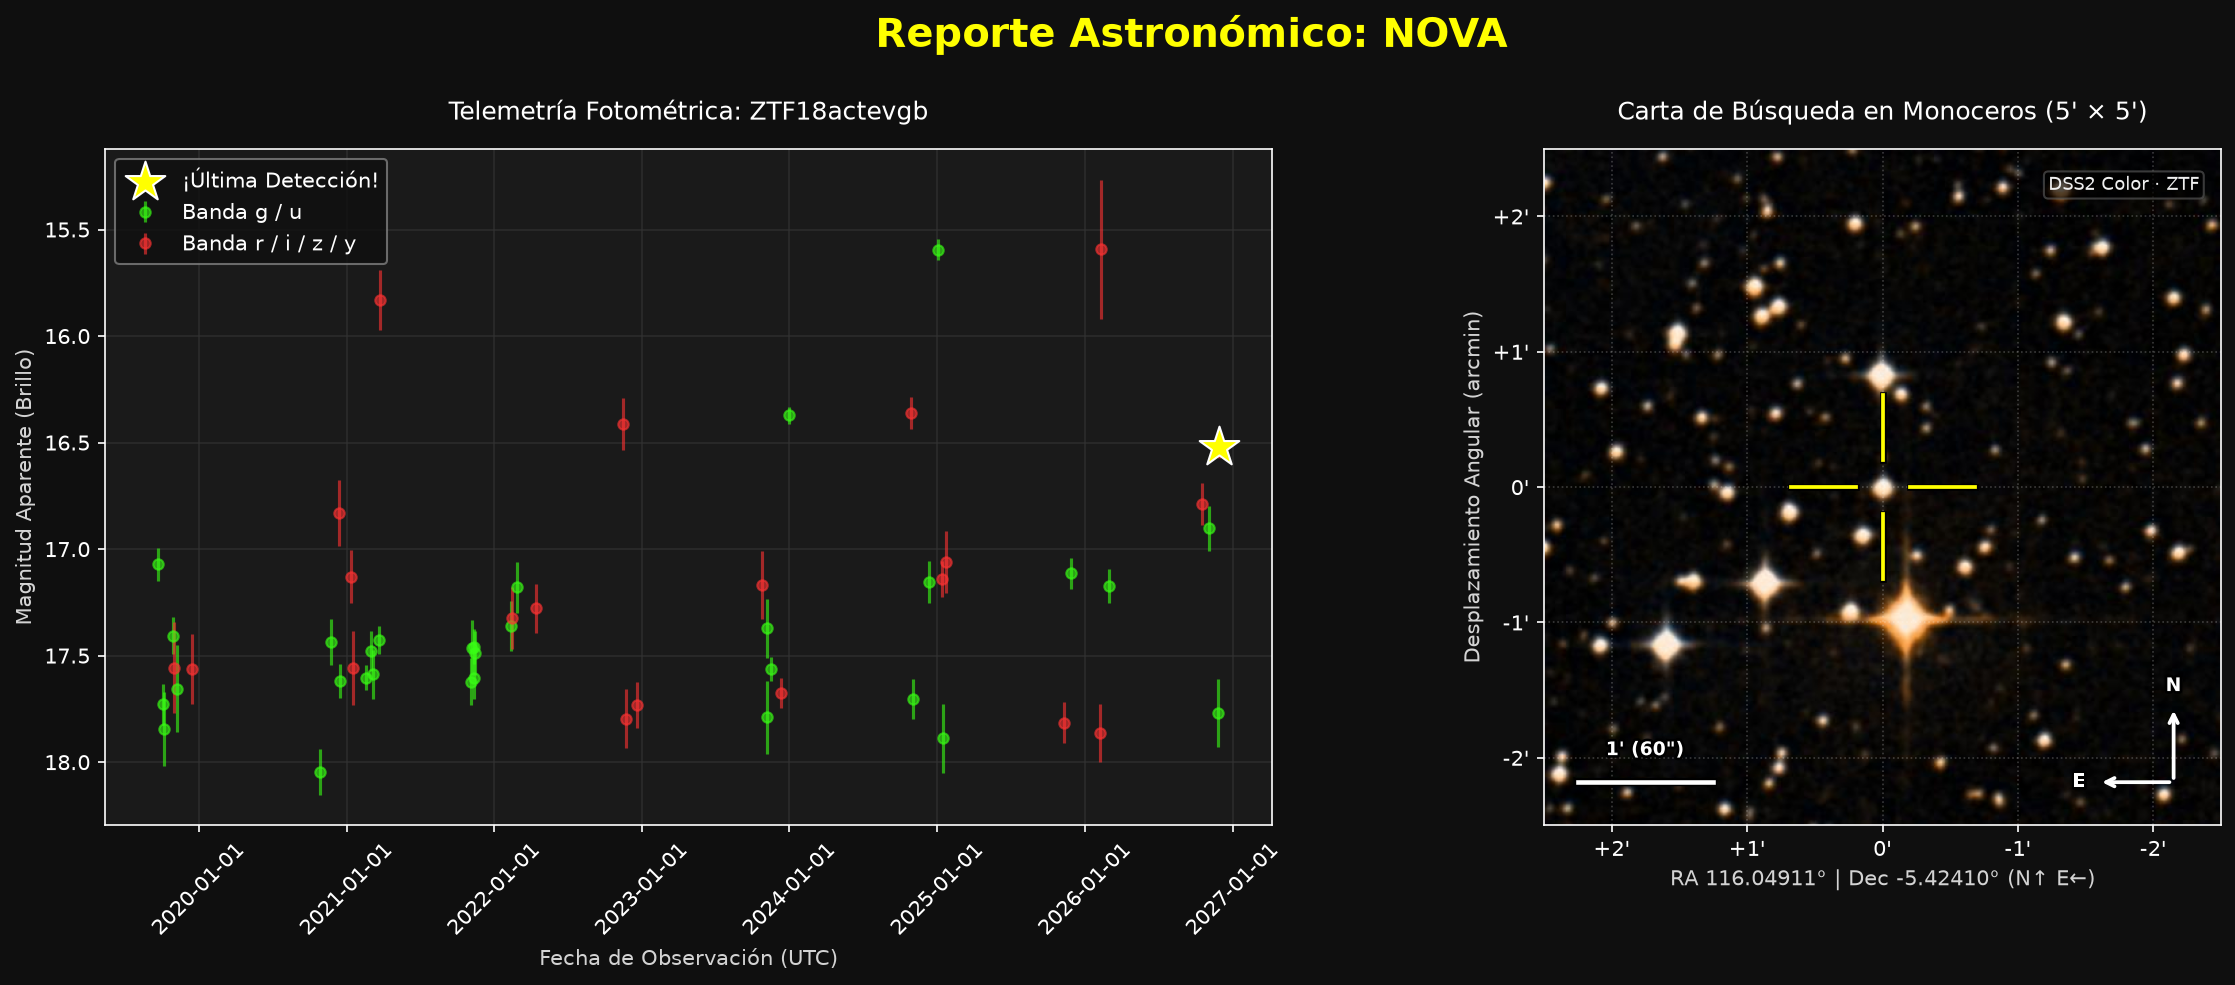 Reporte Astronómico: NOVA
Telemetría Fotométrica: ZTF18actevgb
¡Última Detección!
Banda g / u
Banda r / i / z / y
Magnitud Aparente (Brillo)
15.5
16.0
16.5
17.0
17.5
18.0
2020-01-01
2021-01-01
2022-01-01
2023-01-01
2024-01-01
2025-01-01
2026-01-01
2027-01-01
Fecha de Observación (UTC)
Carta de Búsqueda en Monoceros (5' × 5')
DSS2 Color · ZTF
Desplazamiento Angular (arcmin)
+2'
+1'
0'
-1'
-2'
N
E
1' (60")
+2'
+1'
0'
-1'
-2'
RA 116.04911° | Dec -5.42410° (N↑ E←)